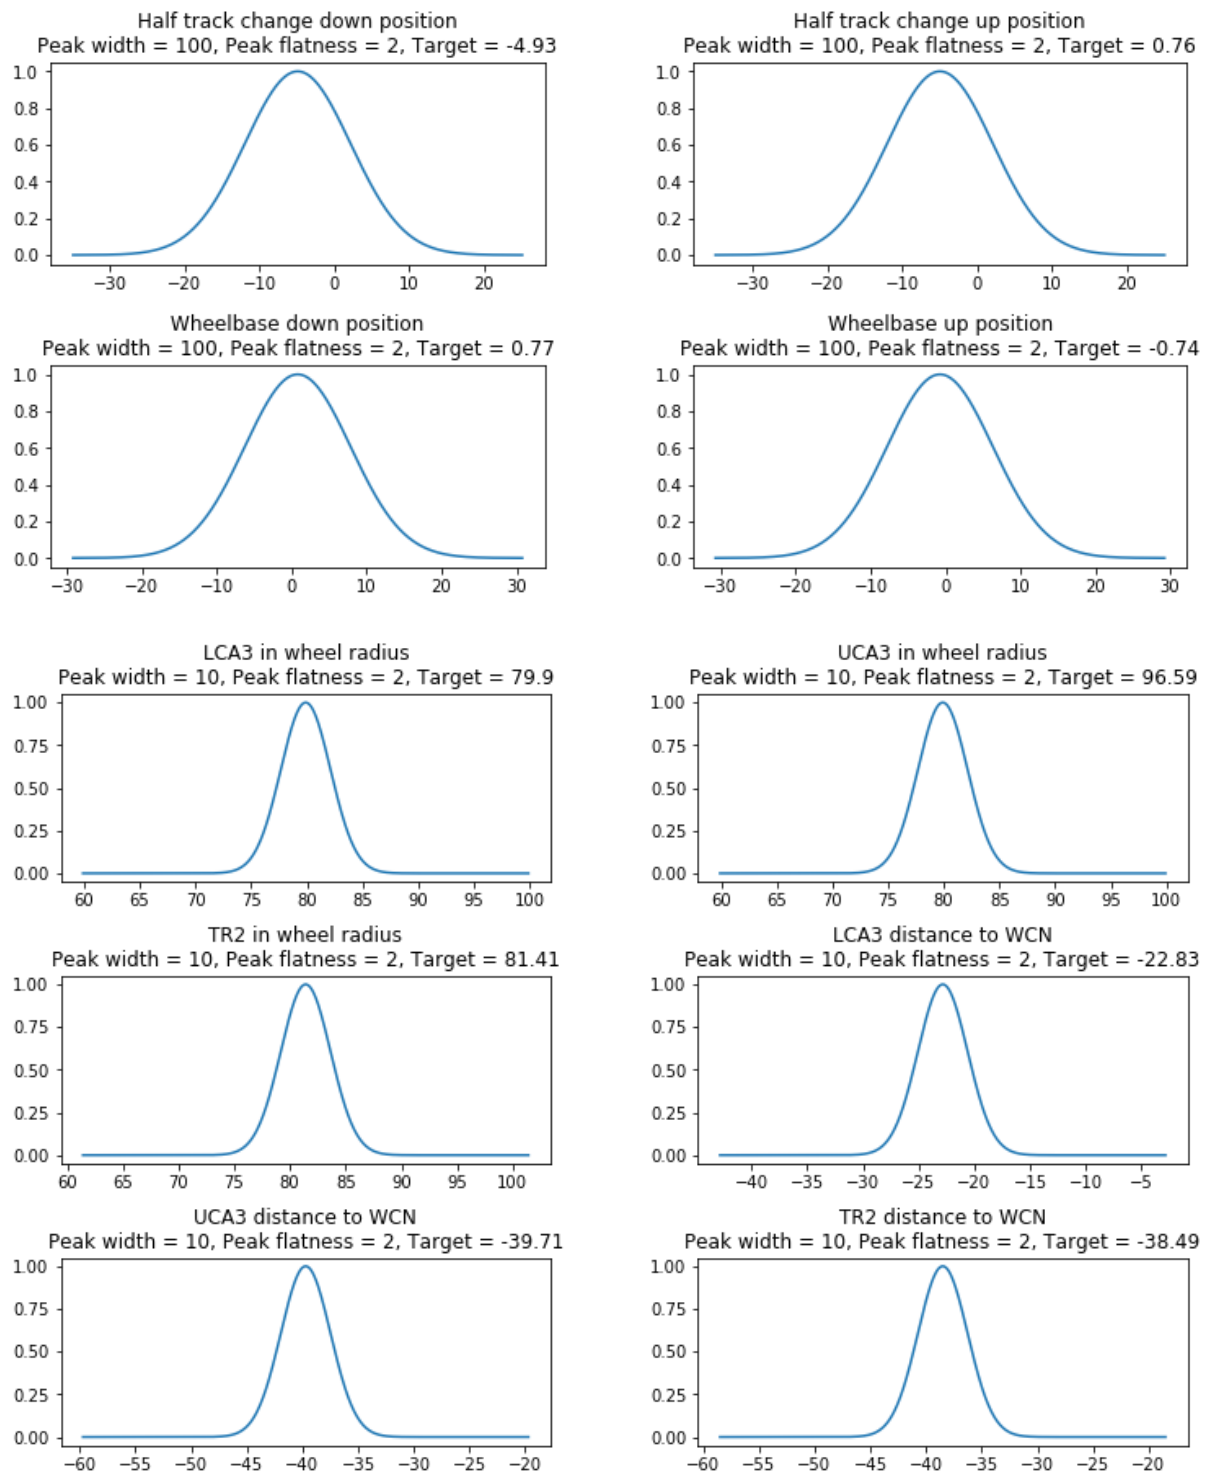 Half track change down position
Peak width = 100, Peak flatness = 2, Target = -4.93
1.0
0.8
0.6
0.4
0.2
0.0
−30 −20 −10 0 10 20
Half track change up position
Peak width = 100, Peak flatness = 2, Target = 0.76
1.0
0.8
0.6
0.4
0.2
0.0
−30 −20 −10 0 10 20
Wheelbase down position
Peak width = 100, Peak flatness = 2, Target = 0.77
1.0
0.8
0.6
0.4
0.2
0.0
−30 −20 −10 0 10 20 30
Wheelbase up position
Peak width = 100, Peak flatness = 2, Target = -0.74
1.0
0.8
0.6
0.4
0.2
0.0
−30 −20 −10 0 10 20 30
LCA3 in wheel radius
Peak width = 10, Peak flatness = 2, Target = 79.9
1.00
0.75
0.50
0.25
0.00
60 65 70 75 80 85 90 95 100
UCA3 in wheel radius
Peak width = 10, Peak flatness = 2, Target = 96.59
1.00
0.75
0.50
0.25
0.00
60 65 70 75 80 85 90 95 100
TR2 in wheel radius
Peak width = 10, Peak flatness = 2, Target = 81.41
1.00
0.75
0.50
0.25
0.00
60 65 70 75 80 85 90 95 100
LCA3 distance to WCN
Peak width = 10, Peak flatness = 2, Target = -22.83
1.00
0.75
0.50
0.25
0.00
−40 −35 −30 −25 −20 −15 −10 −5
UCA3 distance to WCN
Peak width = 10, Peak flatness = 2, Target = -39.71
1.00
0.75
0.50
0.25
0.00
−60 −55 −50 −45 −40 −35 −30 −25 −20
TR2 distance to WCN
Peak width = 10, Peak flatness = 2, Target = -38.49
1.00
0.75
0.50
0.25
0.00
−60 −55 −50 −45 −40 −35 −30 −25 −20